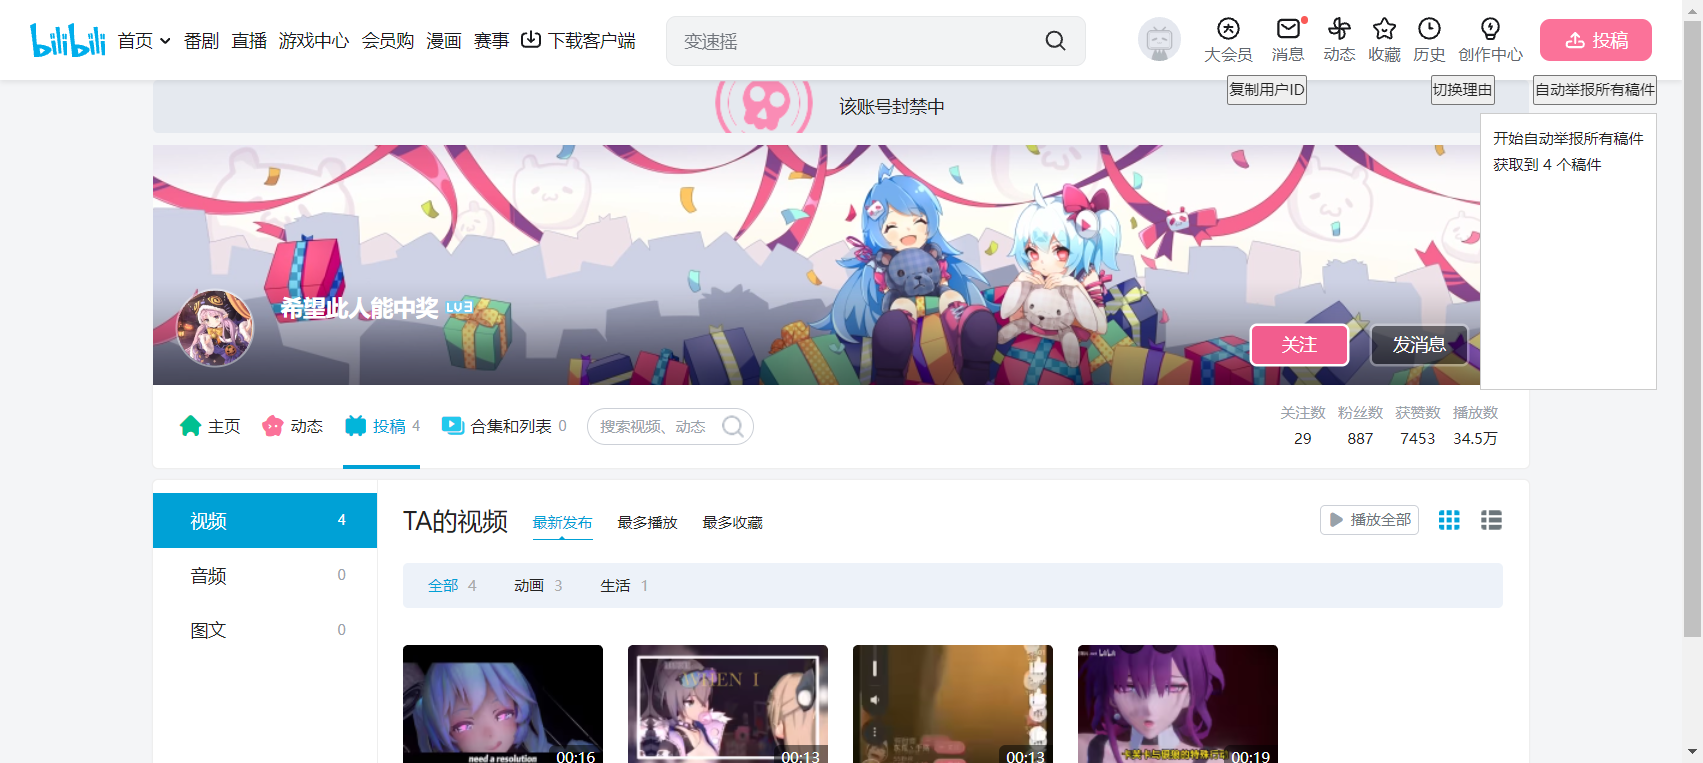 bilibili 首页 番剧 直播 游戏中心 会员购 漫画 赛事 下载客户端 变速摇 大会员 消息 动态 收藏 历史 创作中心 投稿
复制用户ID 切换理由 自动举报所有稿件
该账号封禁中
开始自动举报所有稿件
获取到 4 个稿件
希望此人能中奖 LV3
关注 发消息
主页 动态 投稿 4 合集和列表 0 搜索视频、动态
关注数 粉丝数 获赞数 播放数
29 887 7453 34.5万
视频 4
音频 0
图文 0
TA的视频 最新发布 最多播放 最多收藏 播放全部
全部 4 动画 3 生活 1
WHEN I
need a resolution 00:16 00:13 00:13 00:19